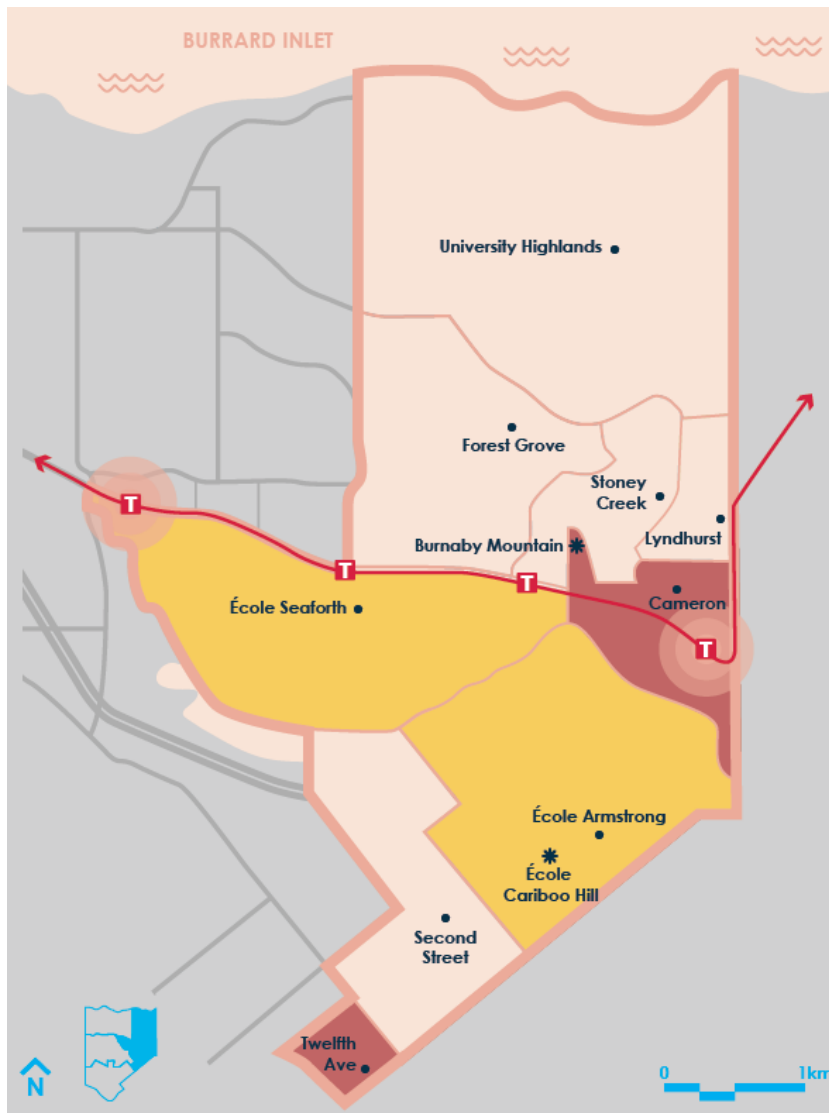 BURRARD INLET
University Highlands
Forest Grove
Stoney
Creek
Lyndhurst
Burnaby Mountain
T
T
T
Cameron
École Seaforth
T
École Armstrong
École
Cariboo Hill
Second
Street
Twelfth
Ave
N
0 1km